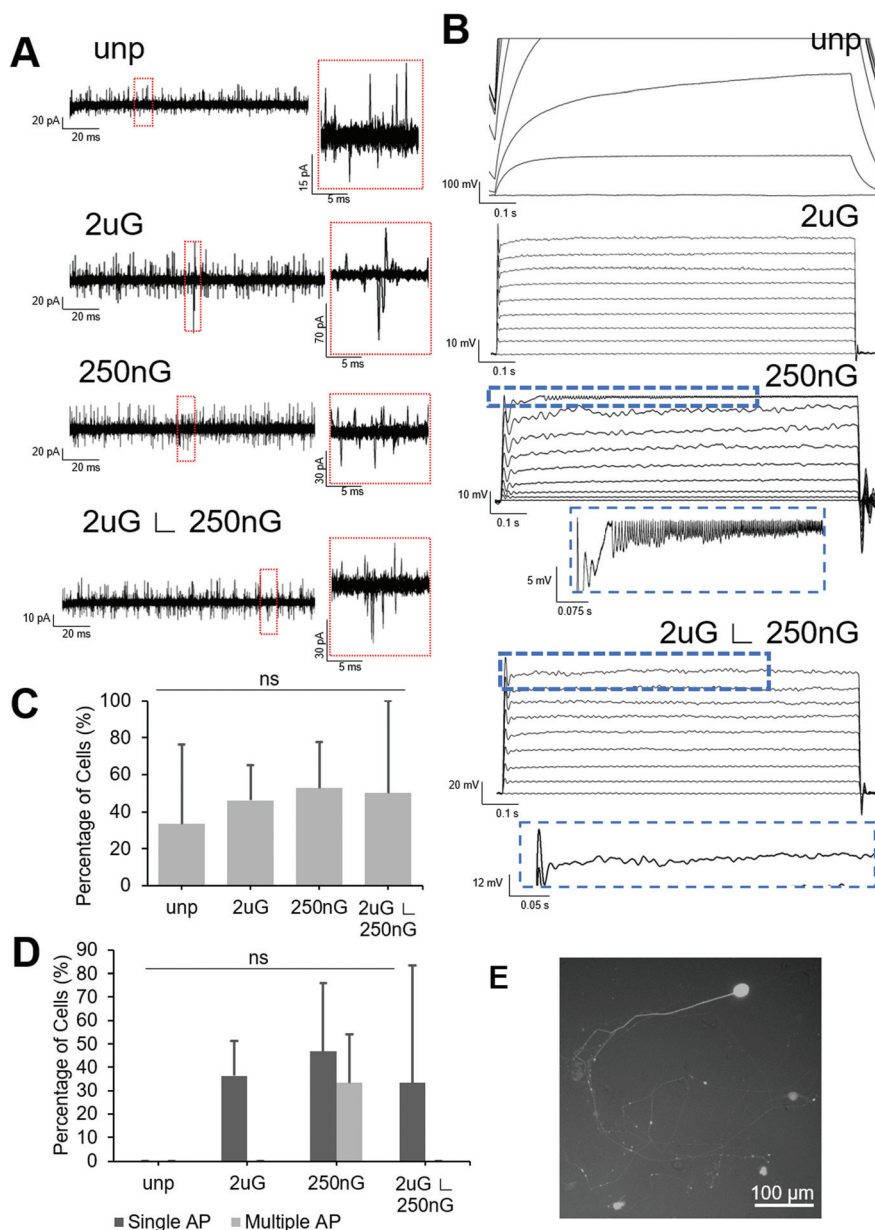 A
unp
20 pA
20 ms
15 pA
5 ms
2uG
20 pA
20 ms
70 pA
5 ms
250nG
20 pA
20 ms
30 pA
5 ms
2uG ∟ 250nG
10 pA
20 ms
30 pA
5 ms
B
unp
100 mV
0.1 s
2uG
10 mV
0.1 s
250nG
10 mV
0.1 s
5 mV
0.075 s
2uG ∟ 250nG
20 mV
0.1 s
12 mV
0.05 s
C
ns
Percentage of Cells (%)
100
80
60
40
20
0
unp
2uG
250nG
2uG ∟
250nG
D
ns
Percentage of Cells (%)
90
80
70
60
50
40
30
20
10
0
unp
2uG
250nG
2uG ∟
250nG
Single AP
Multiple AP
E
100 µm